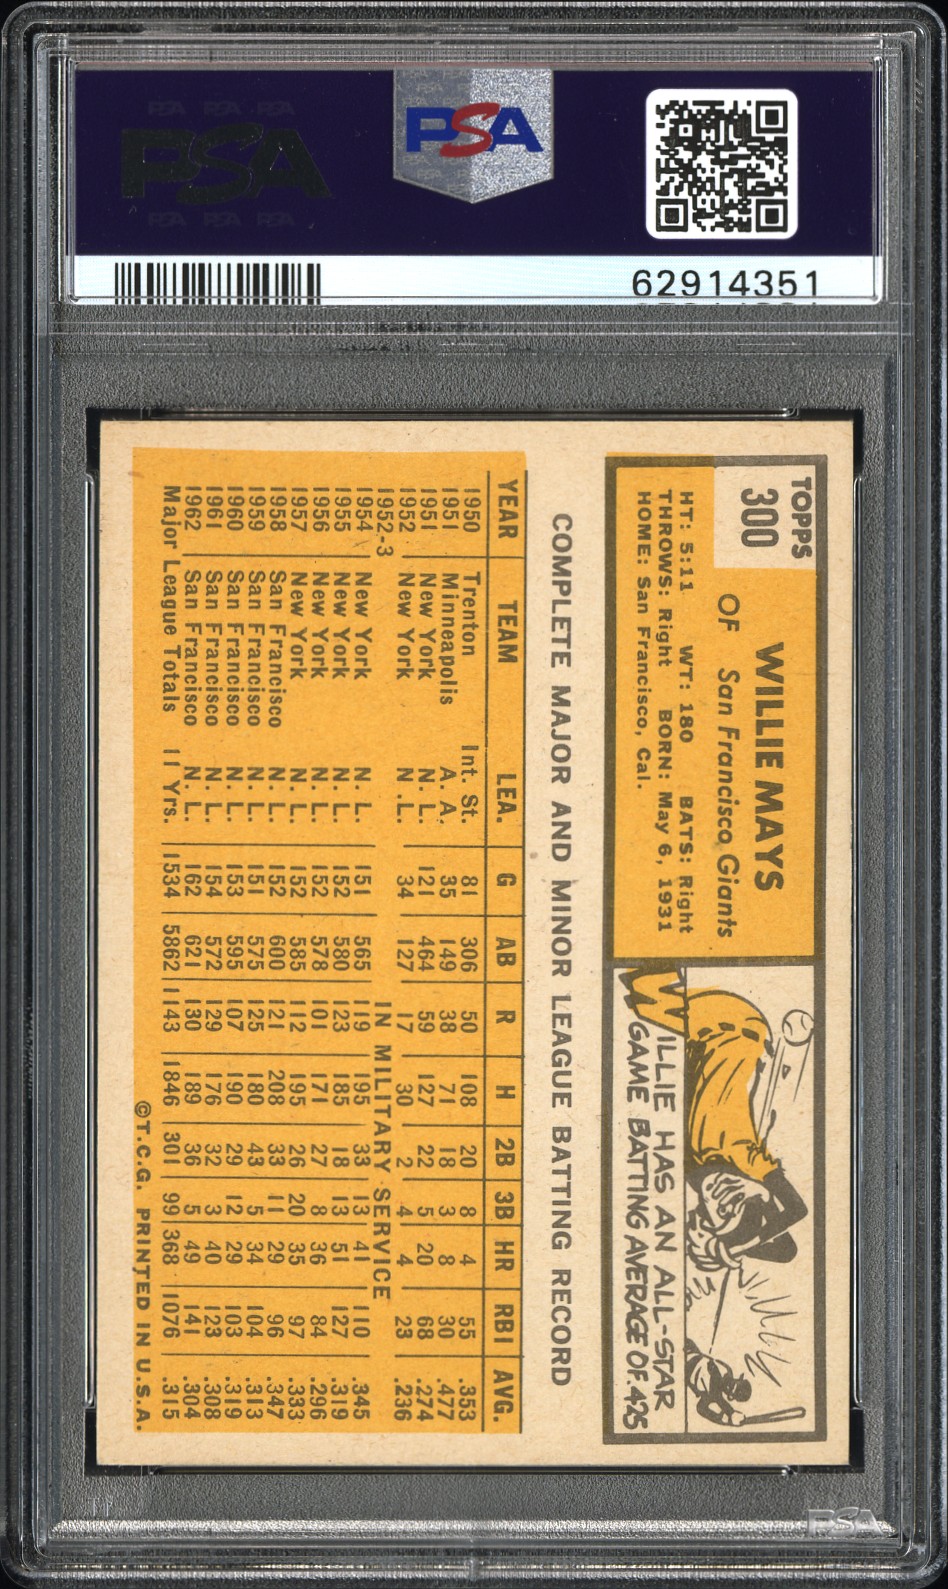 PSA PSA PSA
PSA
PSA PSA PSA
PSA
62914351
TOPPS
300
WILLIE MAYS
OF San Francisco Giants
HT: 5:11 WT: 180 BATS: Right
THROWS: Right BORN: May 6, 1931
HOME: San Francisco, Cal.
WILLIE HAS AN ALL-STAR
GAME BATTING AVERAGE OF .425
COMPLETE MAJOR AND MINOR LEAGUE BATTING RECORD
YEAR TEAM LEA. G AB R H 2B 3B HR RBI AVG.
1950 Trenton Int. St. 81 306 50 108 20 8 4 55 .353
1951 Minneapolis A. A. 35 149 38 71 18 3 8 30 .477
1951 New York N. L. 121 464 59 127 22 5 20 68 .274
1952 New York N .L. 34 127 17 30 2 4 4 23 .236
1952-3 IN MILITARY SERVICE
1954 New York N. L. 151 565 119 195 33 13 41 110 .345
1955 New York N. L. 152 580 123 185 18 13 51 127 .319
1956 New York N. L. 152 578 101 171 27 8 36 84 .296
1957 New York N. L. 152 585 112 195 26 20 35 97 .333
1958 San Francisco N. L. 152 600 121 208 33 11 29 96 .347
1959 San Francisco N. L. 151 575 125 180 43 5 34 104 .313
1960 San Francisco N. L. 153 595 107 190 29 12 29 103 .319
1961 San Francisco N. L. 154 572 129 176 32 3 40 123 .308
1962 San Francisco N. L. 162 621 130 189 36 5 49 141 .304
Major League Totals 11 Yrs. 1534 5862 1143 1846 301 99 368 1076 .315
©T.C.G. PRINTED IN U.S.A.
PSA